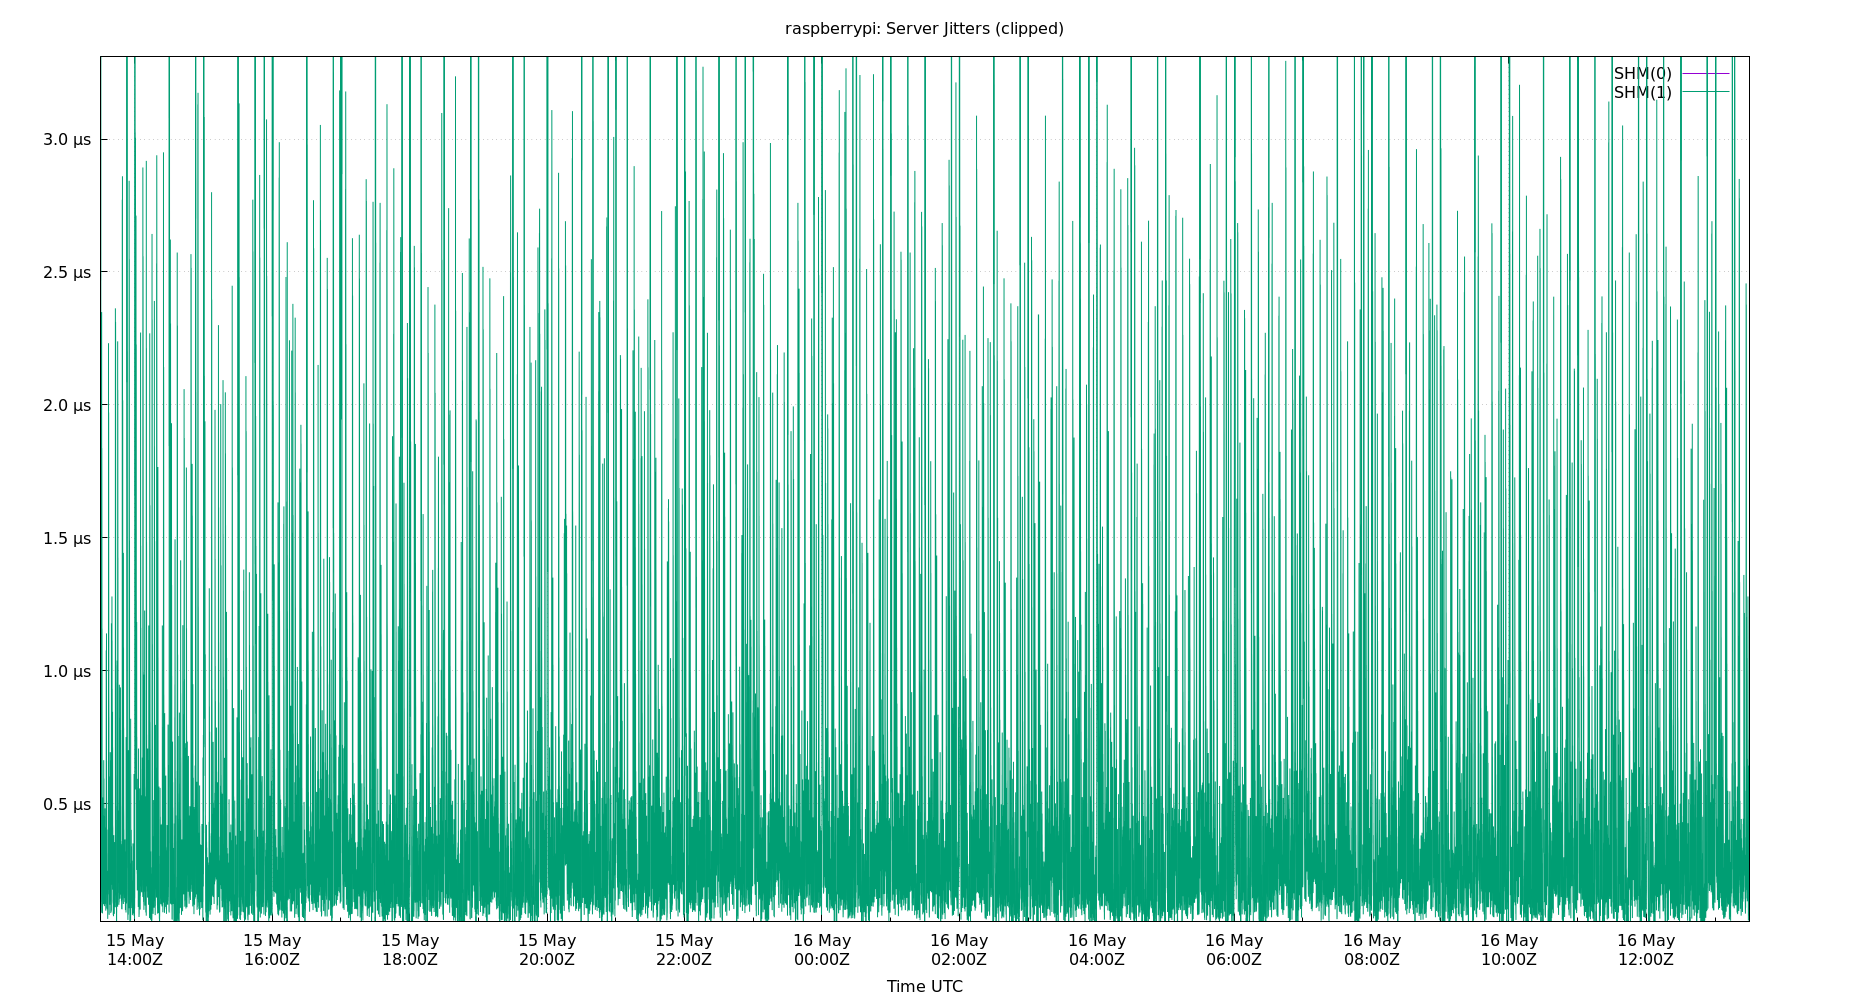 raspberrypi: Server Jitters (clipped)
SHM(0)
SHM(1)
3.0 μs
2.5 μs
2.0 μs
1.5 μs
1.0 μs
0.5 μs
15 May 15 May 15 May 15 May 15 May 16 May 16 May 16 May 16 May 16 May 16 May 16 May
14:00Z 16:00Z 18:00Z 20:00Z 22:00Z 00:00Z 02:00Z 04:00Z 06:00Z 08:00Z 10:00Z 12:00Z
Time UTC